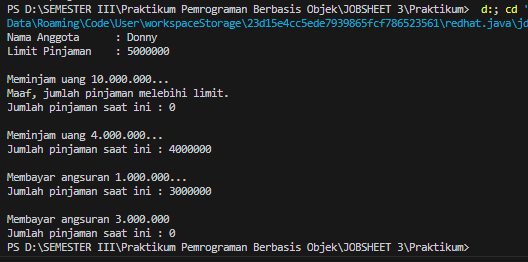 PS D:\SEMESTER III\Praktikum Pemrograman Berbasis Objek\JOBSHEET 3\Praktikum>  d:; cd '
Data\Roaming\Code\User\workspaceStorage\23d15e4cc5ede7939865fcf786523561\redhat.java\jd
Nama Anggota     : Donny
Limit Pinjaman   : 5000000
Meminjam uang 10.000.000...
Maaf, jumlah pinjaman melebihi limit.
Jumlah pinjaman saat ini : 0
Meminjam uang 4.000.000...
Jumlah pinjaman saat ini : 4000000
Membayar angsuran 1.000.000...
Jumlah pinjaman saat ini : 3000000
Membayar angsuran 3.000.000
Jumlah pinjaman saat ini : 0
PS D:\SEMESTER III\Praktikum Pemrograman Berbasis Objek\JOBSHEET 3\Praktikum>